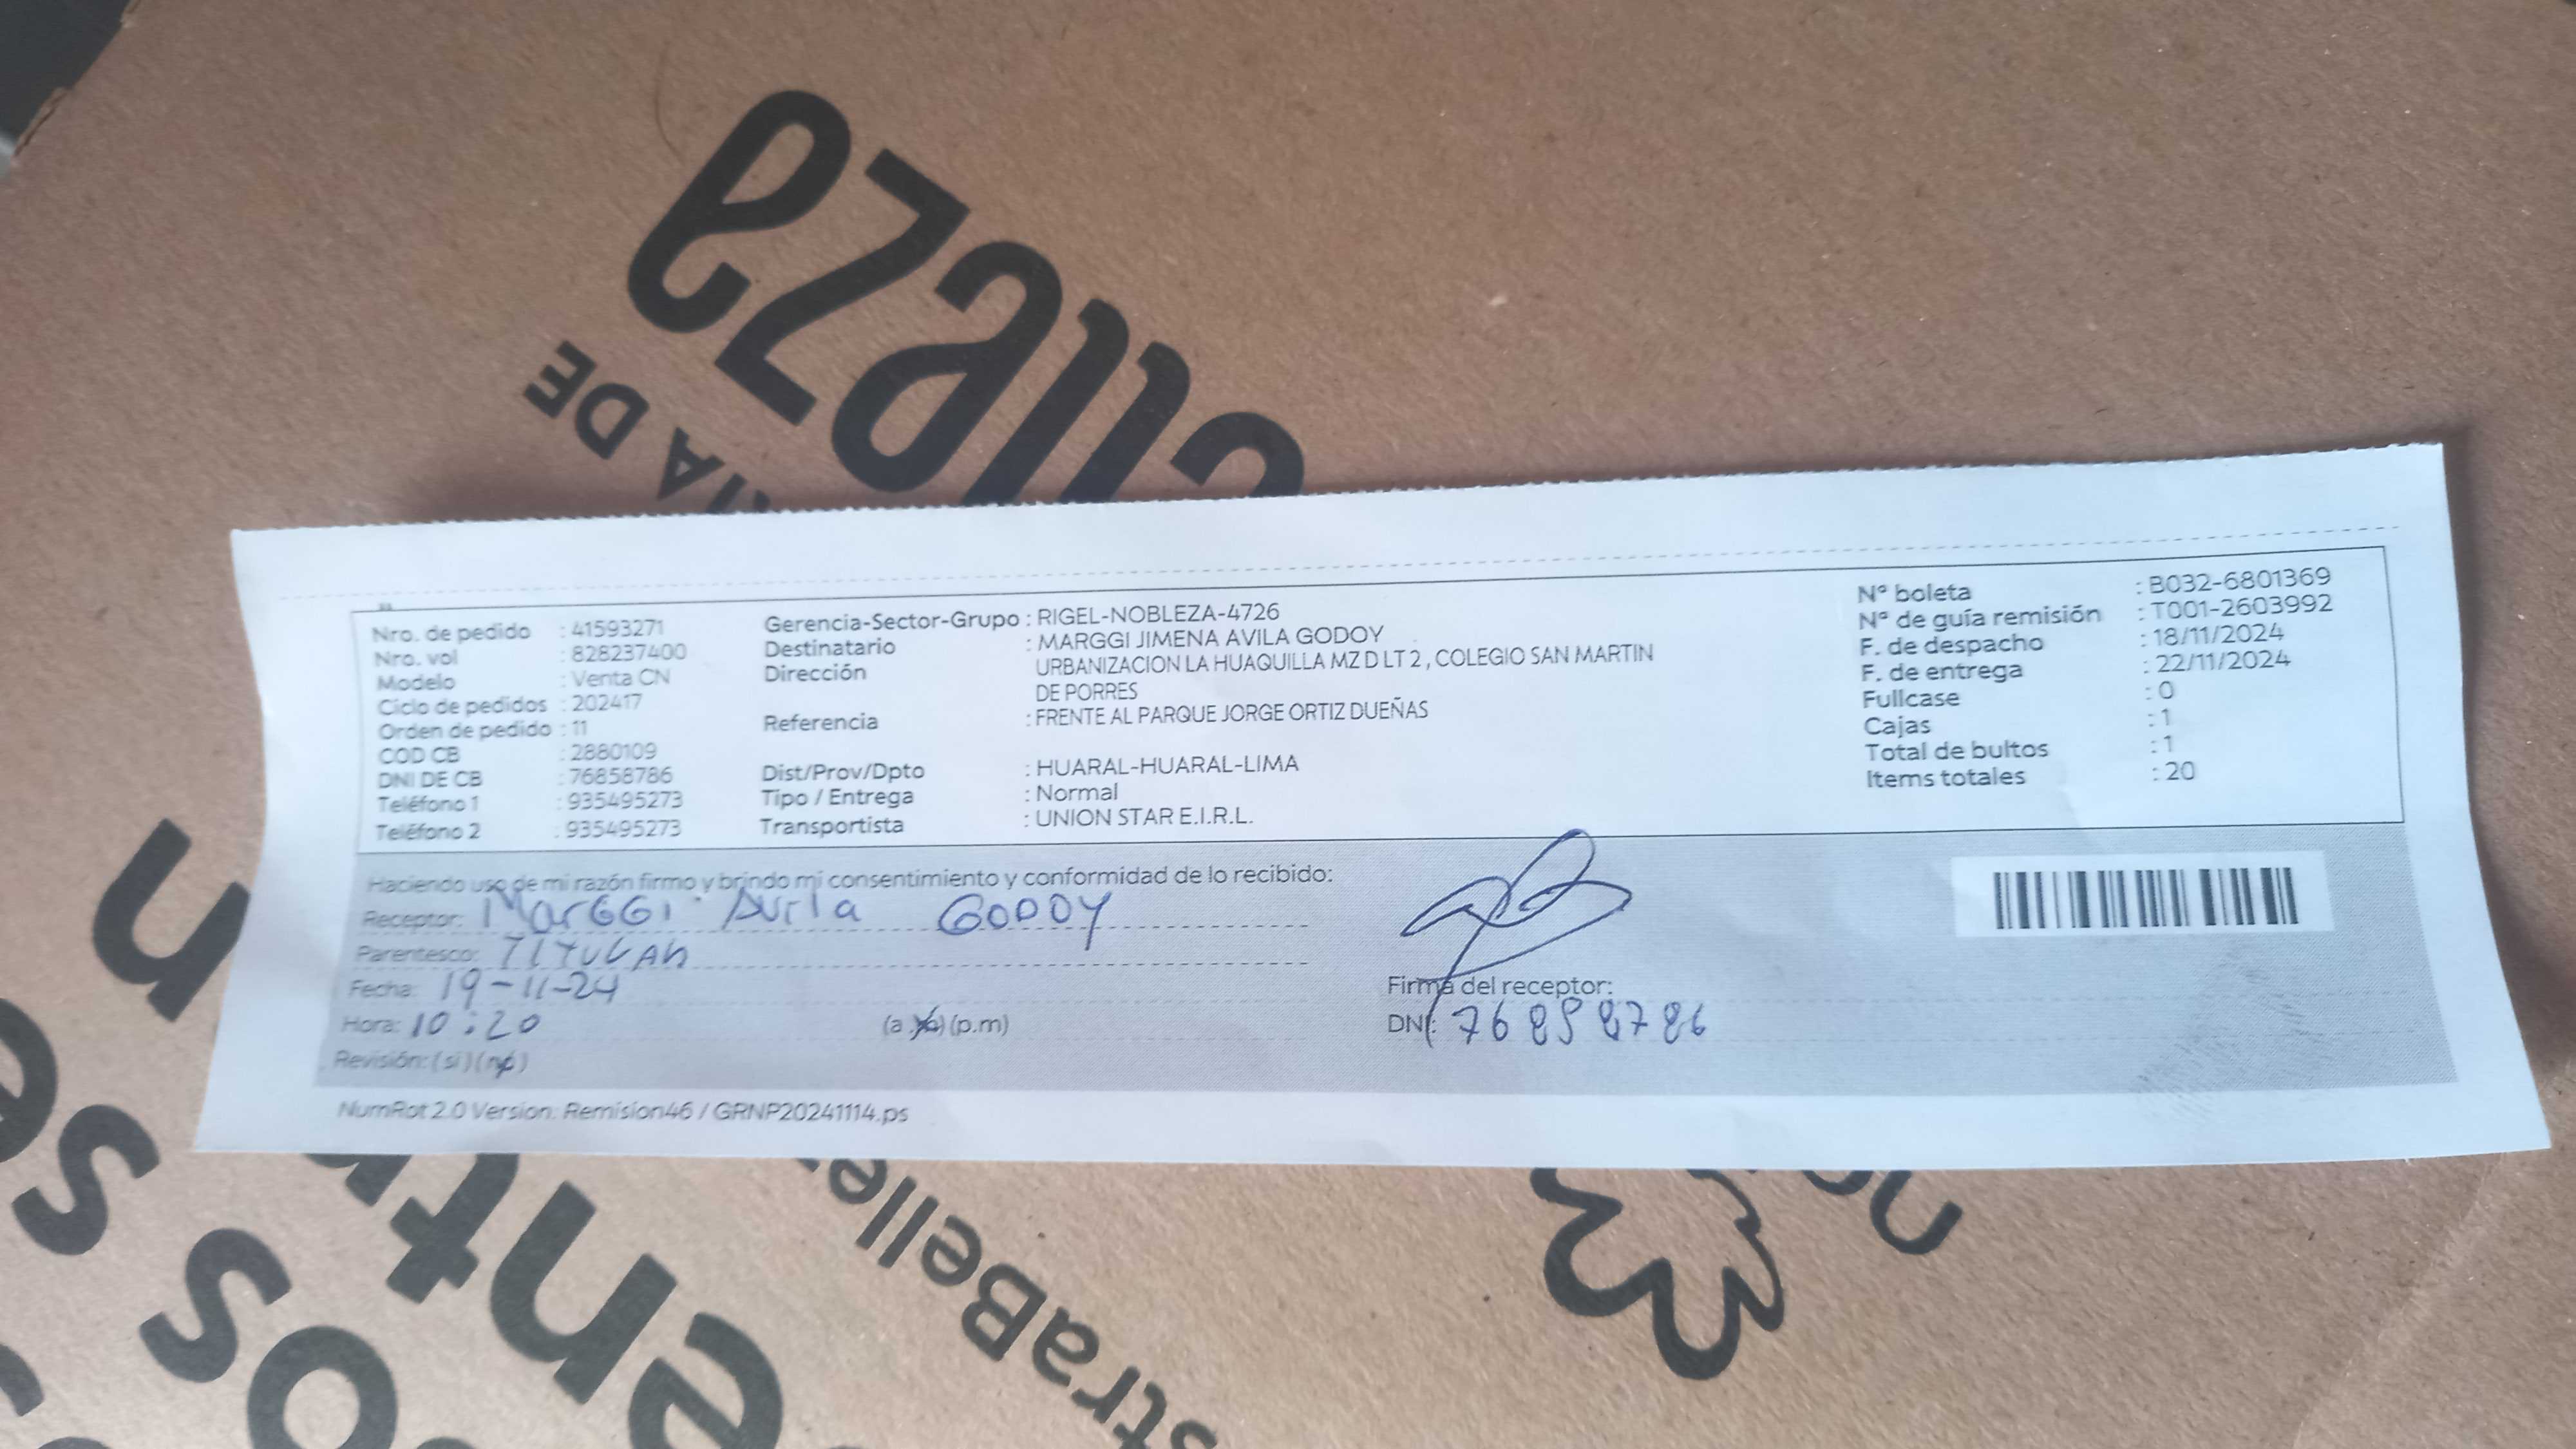 elleza
RIA DE
Nro. de pedido : 41593271
Nro. vol : 828237400
Modelo : Venta CN
Ciclo de pedidos : 202417
Orden de pedido : 11
COD CB : 2880109
DNI DE CB : 76858786
Teléfono 1 : 935495273
Teléfono 2 : 935495273
Gerencia-Sector-Grupo : RIGEL-NOBLEZA-4726
Destinatario : MARGGI JIMENA AVILA GODOY
Dirección URBANIZACION LA HUAQUILLA MZ D LT 2 , COLEGIO SAN MARTIN
DE PORRES
Referencia : FRENTE AL PARQUE JORGE ORTIZ DUEÑAS
Dist/Prov/Dpto : HUARAL-HUARAL-LIMA
Tipo / Entrega : Normal
Transportista : UNION STAR E.I.R.L.
Nº boleta : B032-6801369
Nº de guía remisión : T001-2603992
F. de despacho : 18/11/2024
F. de entrega : 22/11/2024
Fullcase : 0
Cajas : 1
Total de bultos : 1
Items totales : 20
Haciendo uso de mi razón firmo y brindo mi consentimiento y conformidad de lo recibido:
Receptor: MarGGi Avila GODOY
Parentesco: TITULAR
Fecha: 19-11-24
Hora: 10:20 (a.m) (p.m)
Revisión: (si) (no)
Firma del receptor:
DNI: 76858786
NumRot 2.0 Version: Remision46 / GRNP20241114.ps
straBelle